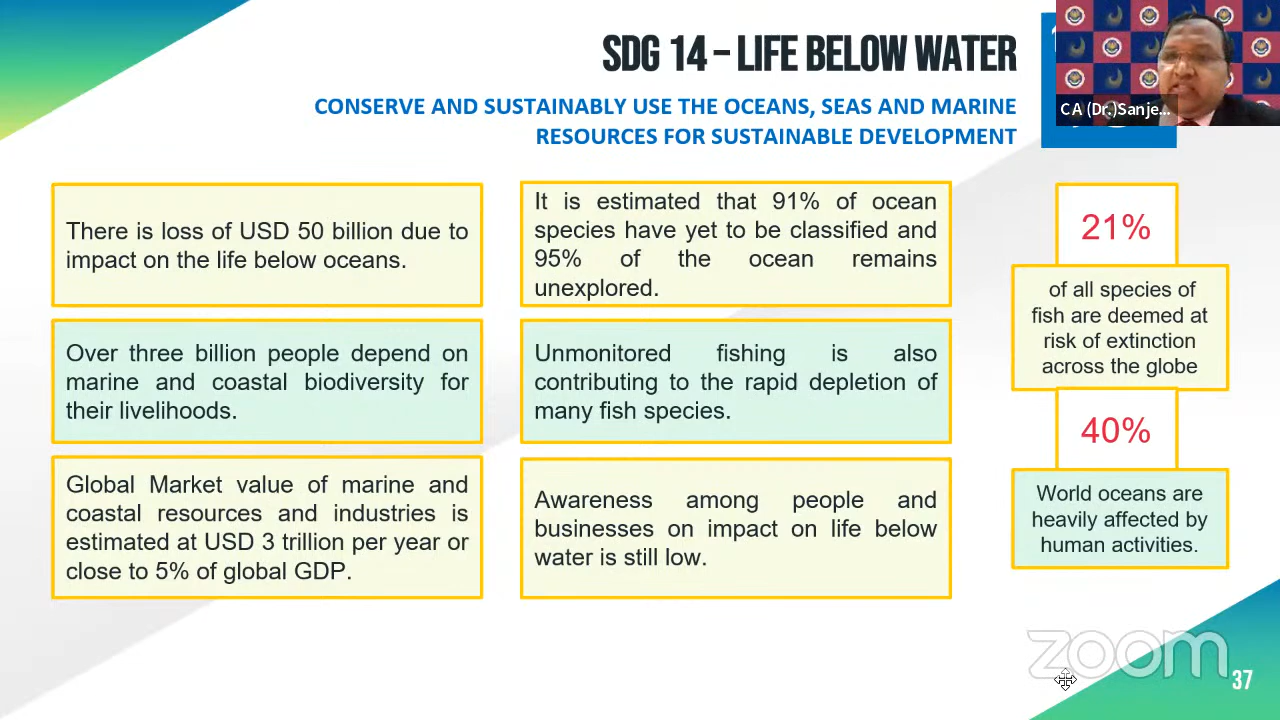 SDG 14 – LIFE BELOW WATER
CONSERVE AND SUSTAINABLY USE THE OCEANS, SEAS AND MARINE
RESOURCES FOR SUSTAINABLE DEVELOPMENT
C A (Dr.)Sanje...
There is loss of USD 50 billion due to
impact on the life below oceans.
Over three billion people depend on
marine and coastal biodiversity for
their livelihoods.
Global Market value of marine and
coastal resources and industries is
estimated at USD 3 trillion per year or
close to 5% of global GDP.
It is estimated that 91% of ocean
species have yet to be classified and
95% of the ocean remains
unexplored.
Unmonitored fishing is also
contributing to the rapid depletion of
many fish species.
Awareness among people and
businesses on impact on life below
water is still low.
21%
of all species of
fish are deemed at
risk of extinction
across the globe
40%
World oceans are
heavily affected by
human activities.
zoom
37